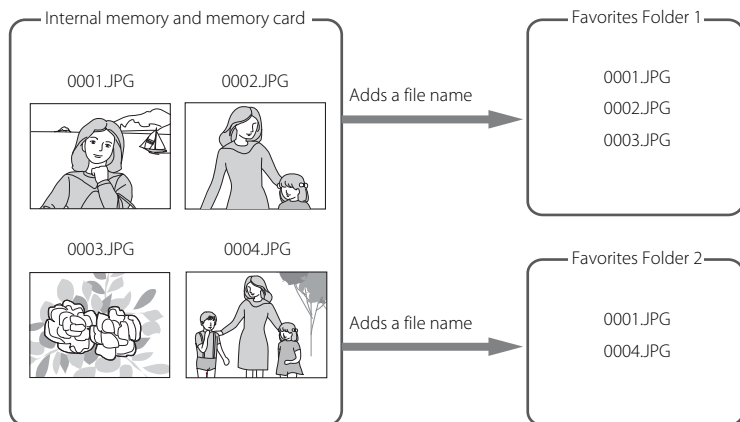 Internal memory and memory card
0001.JPG
0002.JPG
0003.JPG
0004.JPG
Adds a file name
Favorites Folder 1
0001.JPG
0002.JPG
0003.JPG
Adds a file name
Favorites Folder 2
0001.JPG
0004.JPG